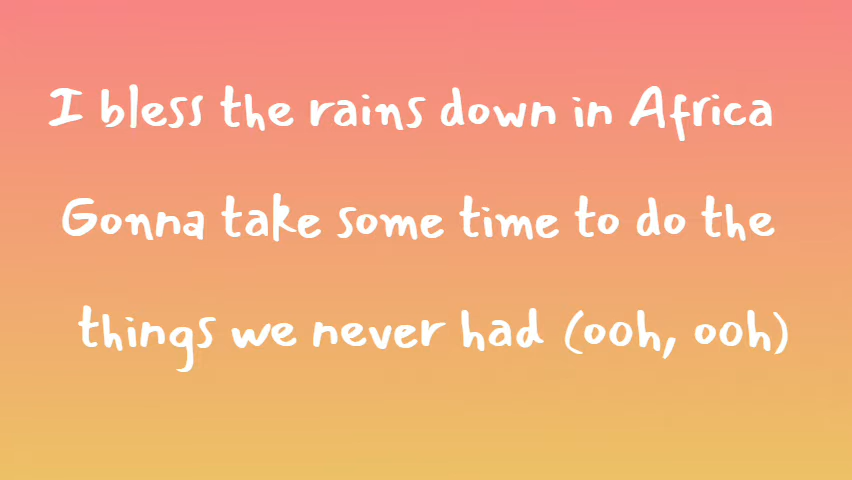 I bless the rains down in Africa
Gonna take some time to do the
things we never had (ooh, ooh)